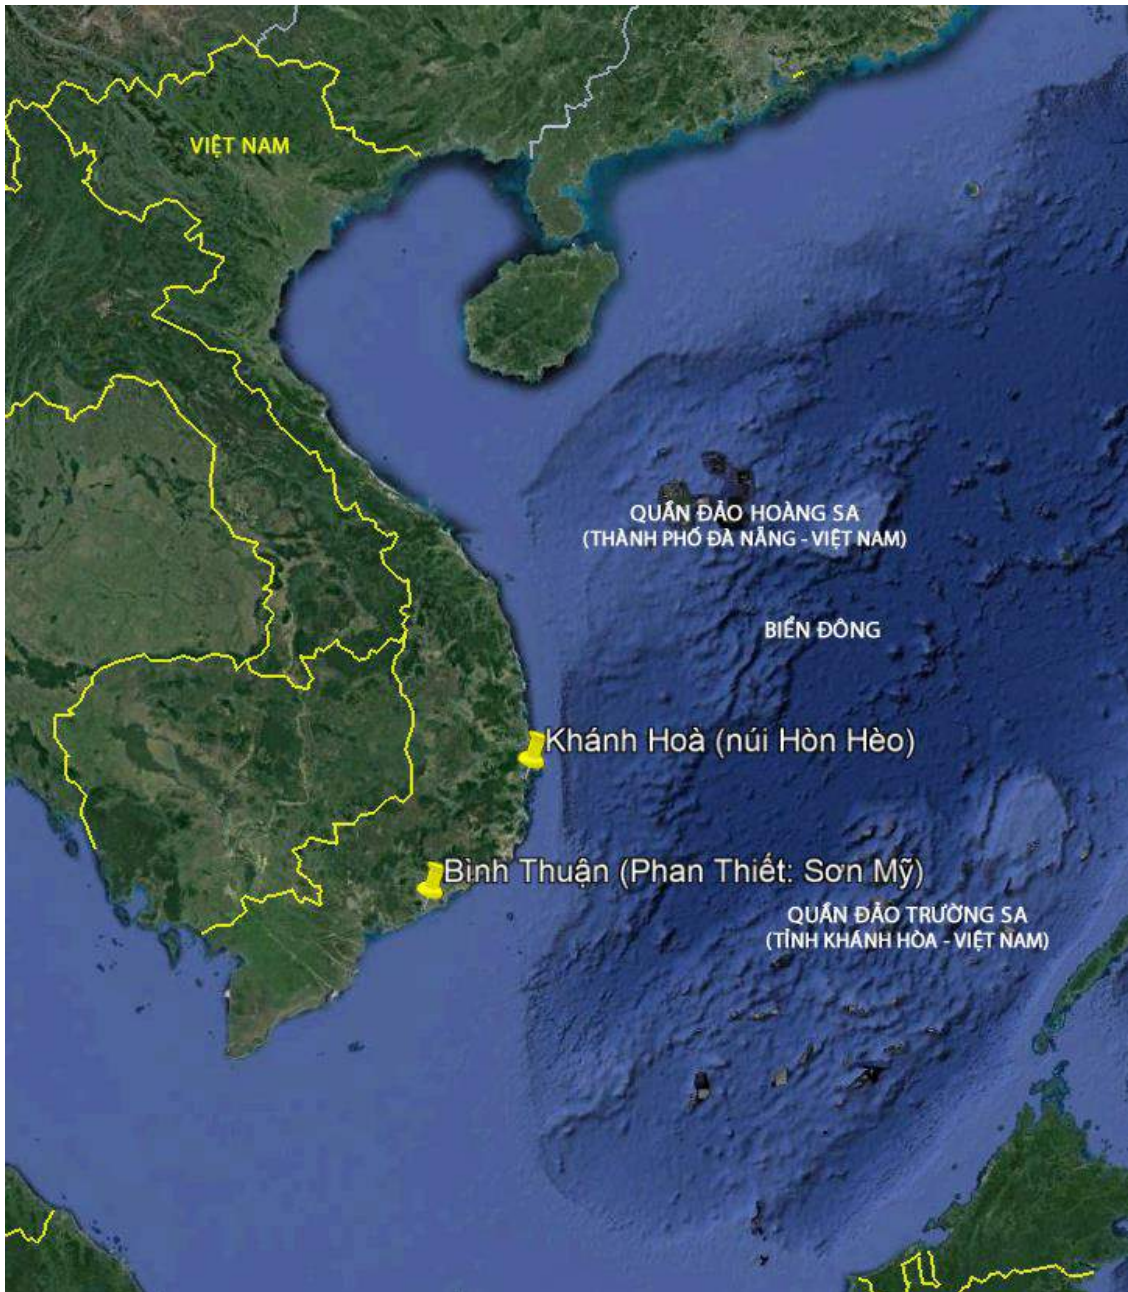 VIỆT NAM
QUẦN ĐẢO HOÀNG SA
(THÀNH PHỐ ĐÀ NẴNG - VIỆT NAM)
BIỂN ĐÔNG
Khánh Hoà (núi Hòn Hèo)
Bình Thuận (Phan Thiết: Sơn Mỹ)
QUẦN ĐẢO TRƯỜNG SA
(TỈNH KHÁNH HÒA - VIỆT NAM)